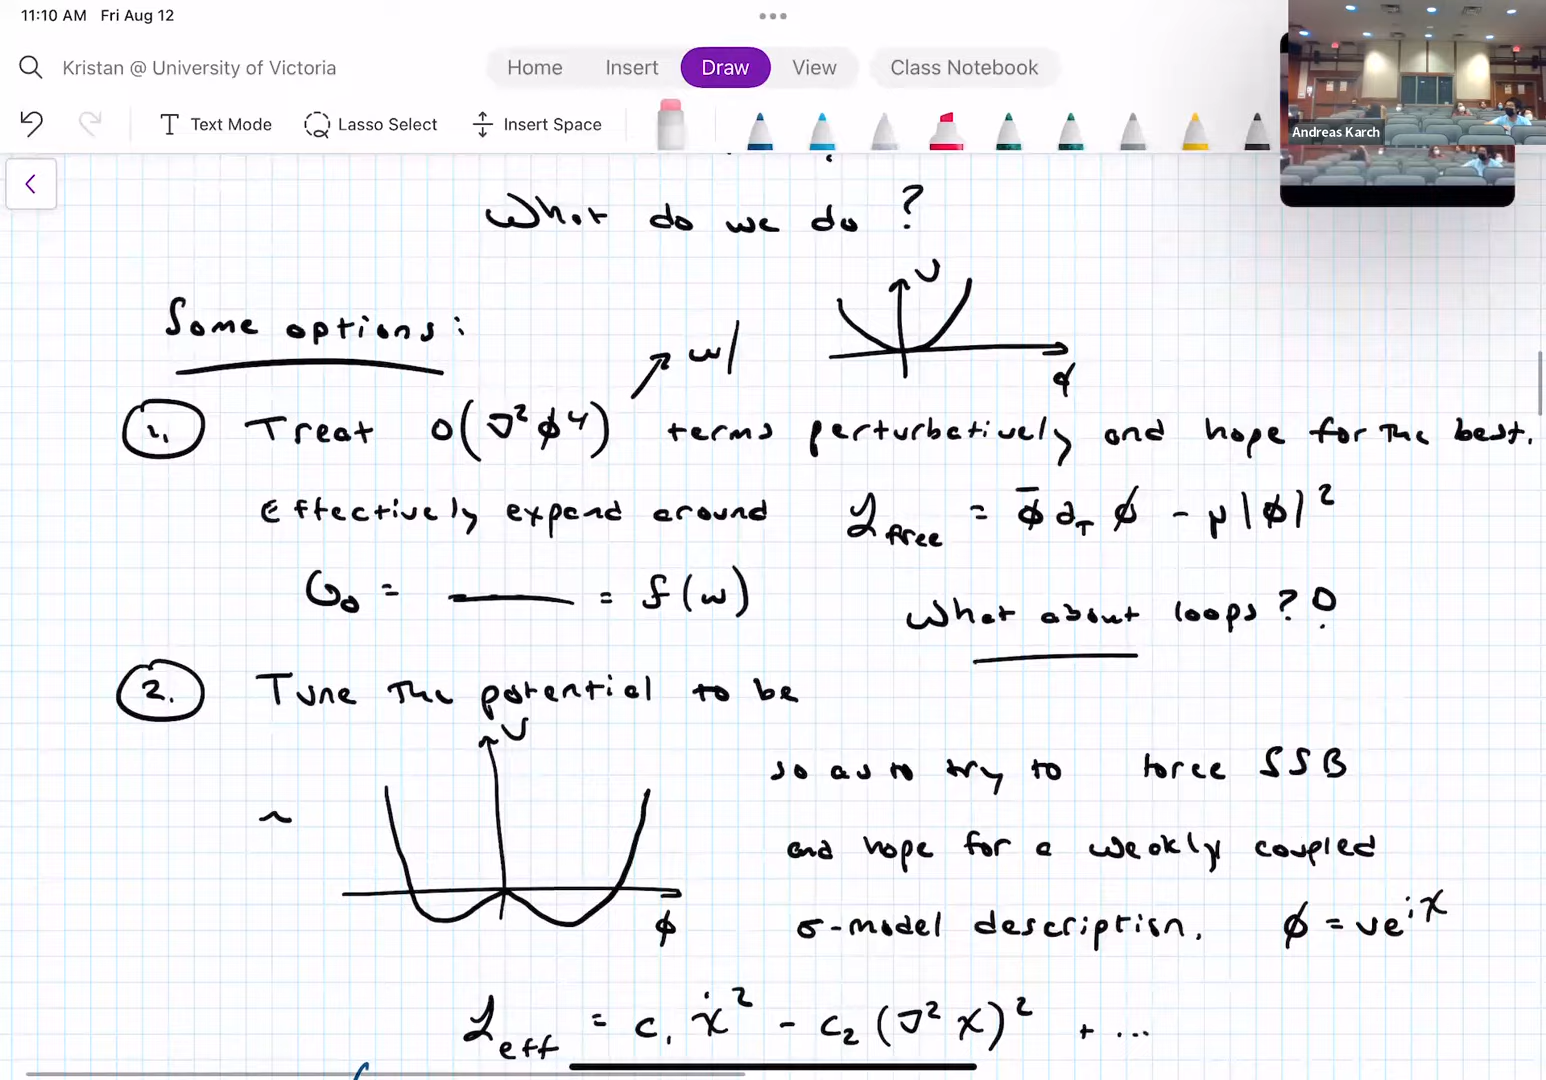 11:10 AM Fri Aug 12
Kristan @ University of Victoria
Home Insert Draw View Class Notebook
Text Mode Lasso Select Insert Space
Andreas Karch
What do we do ?
U
Some options:
w/
ϕ
1. Treat O(∇²ϕ⁴) terms perturbatively and hope for the best.
Effectively expand around ℒ_free = ϕ̄ ∂_τ ϕ - μ|ϕ|²
G₀ = —— = f(ω)
What about loops??
2. Tune the potential to be
U
so as to try to force SSB
~
and hope for a weakly coupled
ϕ
σ-model description. ϕ = ve^{iχ}
ℒ_eff = c₁ χ̇² - c₂ (∇²χ)² + ...